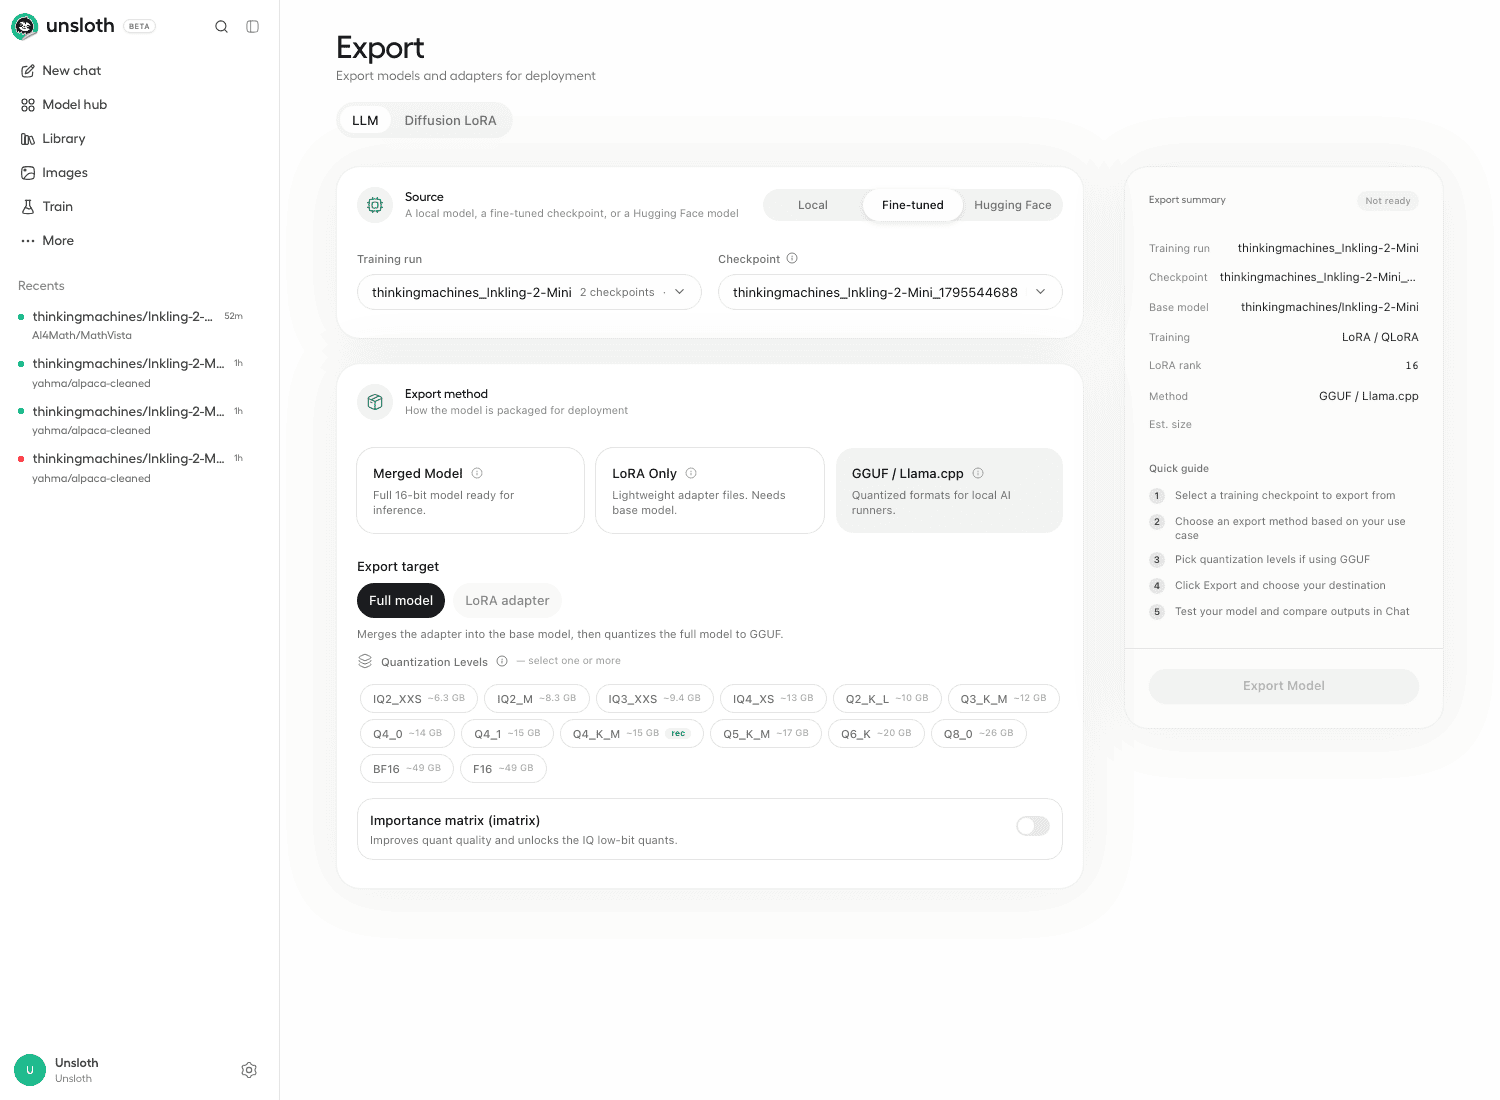 unsloth BETA
New chat
Model hub
Library
Images
Train
More
Recents
thinkingmachines/Inkling-2-... 52m
AI4Math/MathVista
thinkingmachines/Inkling-2-M... 1h
yahma/alpaca-cleaned
thinkingmachines/Inkling-2-M... 1h
yahma/alpaca-cleaned
thinkingmachines/Inkling-2-M... 1h
yahma/alpaca-cleaned
U
Unsloth
Unsloth
Export
Export models and adapters for deployment
LLM Diffusion LoRA
Source
A local model, a fine-tuned checkpoint, or a Hugging Face model
Local Fine-tuned Hugging Face
Training run
thinkingmachines_Inkling-2-Mini 2 checkpoints ·
Checkpoint
thinkingmachines_Inkling-2-Mini_1795544688
Export method
How the model is packaged for deployment
Merged Model
Full 16-bit model ready for
inference.
LoRA Only
Lightweight adapter files. Needs
base model.
GGUF / Llama.cpp
Quantized formats for local AI
runners.
Export target
Full model LoRA adapter
Merges the adapter into the base model, then quantizes the full model to GGUF.
Quantization Levels — select one or more
IQ2_XXS ~6.3 GB IQ2_M ~8.3 GB IQ3_XXS ~9.4 GB IQ4_XS ~13 GB Q2_K_L ~10 GB Q3_K_M ~12 GB
Q4_0 ~14 GB Q4_1 ~15 GB Q4_K_M ~15 GB rec Q5_K_M ~17 GB Q6_K ~20 GB Q8_0 ~26 GB
BF16 ~49 GB F16 ~49 GB
Importance matrix (imatrix)
Improves quant quality and unlocks the IQ low-bit quants.
Export summary Not ready
Training run thinkingmachines_Inkling-2-Mini
Checkpoint thinkingmachines_Inkling-2-Mini_...
Base model thinkingmachines/Inkling-2-Mini
Training LoRA / QLoRA
LoRA rank 16
Method GGUF / Llama.cpp
Est. size
Quick guide
1 Select a training checkpoint to export from
2 Choose an export method based on your use
case
3 Pick quantization levels if using GGUF
4 Click Export and choose your destination
5 Test your model and compare outputs in Chat
Export Model